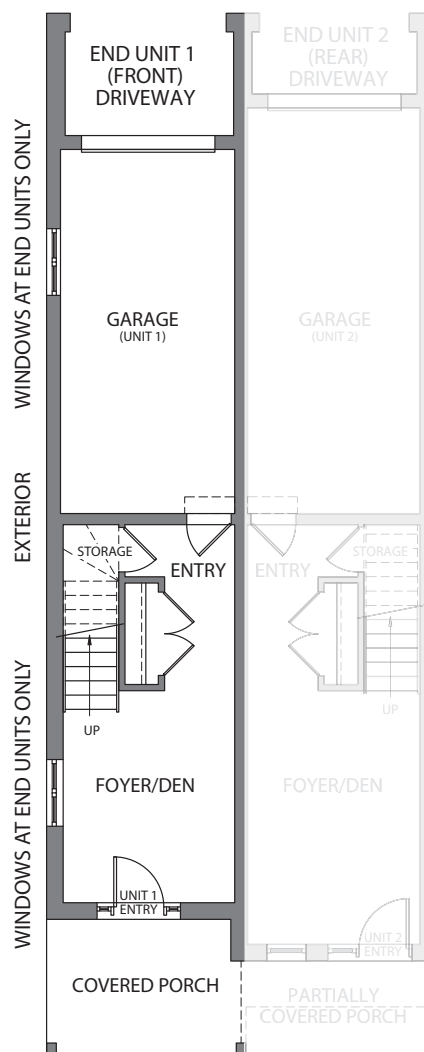 END UNIT 1
(FRONT)
DRIVEWAY
END UNIT 2
(REAR)
DRIVEWAY
WINDOWS AT END UNITS ONLY
GARAGE
(UNIT 1)
GARAGE
(UNIT 2)
EXTERIOR
STORAGE
ENTRY
ENTRY
STORAGE
UP
UP
WINDOWS AT END UNITS ONLY
FOYER/DEN
FOYER/DEN
UNIT 1
ENTRY
UNIT 2
ENTRY
COVERED PORCH
PARTIALLY
COVERED PORCH